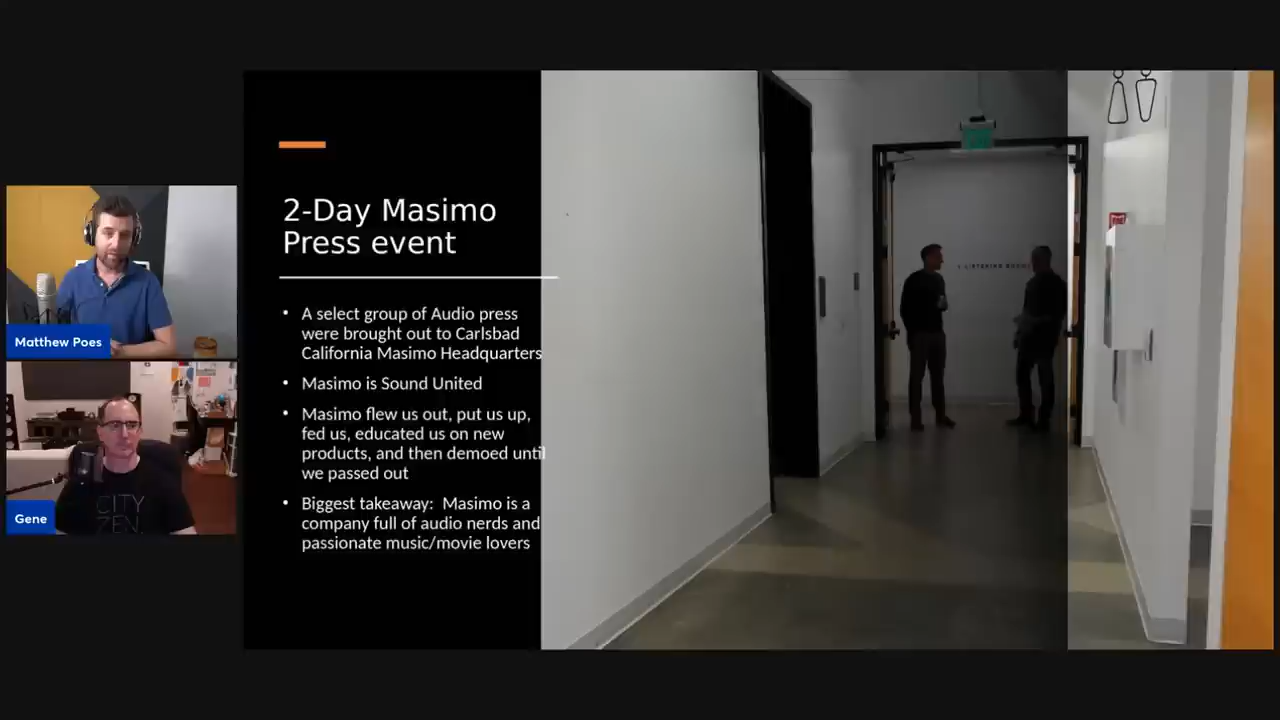 2-Day Masimo
Press event
• A select group of Audio press
were brought out to Carlsbad
California Masimo Headquarters
• Masimo is Sound United
• Masimo flew us out, put us up,
fed us, educated us on new
products, and then demoed until
we passed out
• Biggest takeaway: Masimo is a
company full of audio nerds and
passionate music/movie lovers
Matthew Poes
Gene
CITY
ZEN
LISTENING